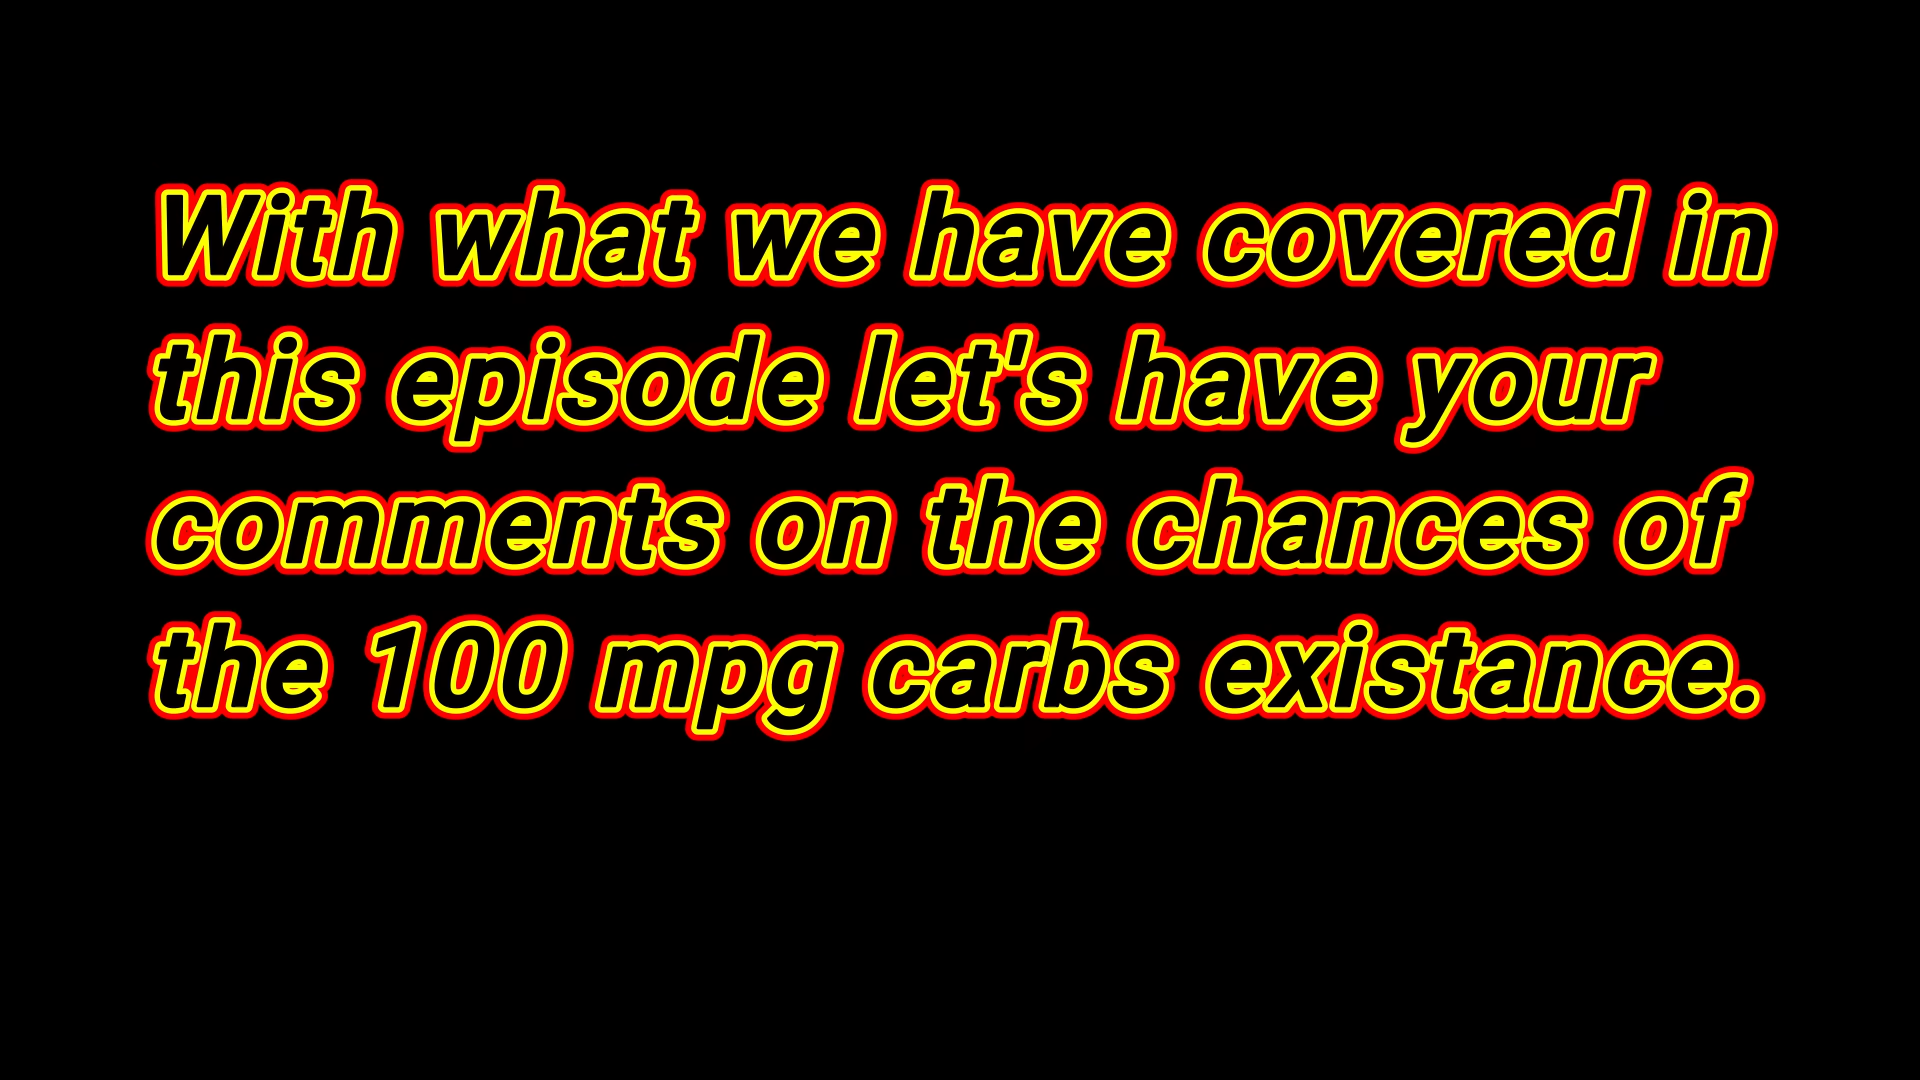 With what we have covered in
this episode let's have your
comments on the chances of
the 100 mpg carbs existance.